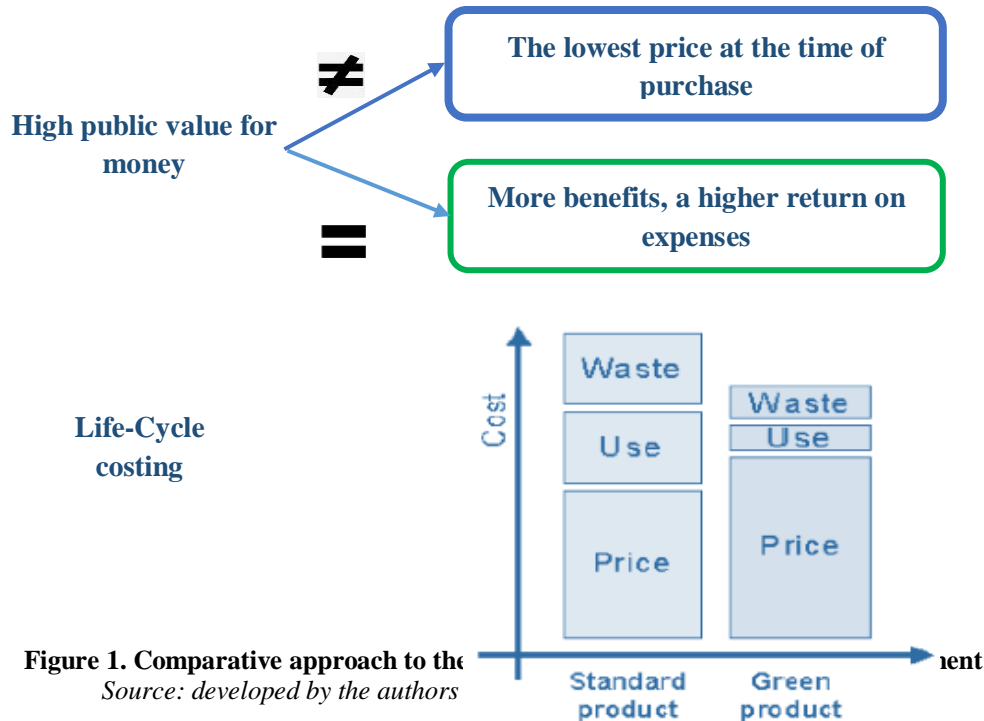 The lowest price at the time of
purchase
≠
High public value for
money
More benefits, a higher return on
expenses
=
Life-Cycle
costing
Cost
Waste
Use
Price
Waste
Use
Price
Standard
product
Green
product
Figure 1. Comparative approach to the
Source: developed by the authors